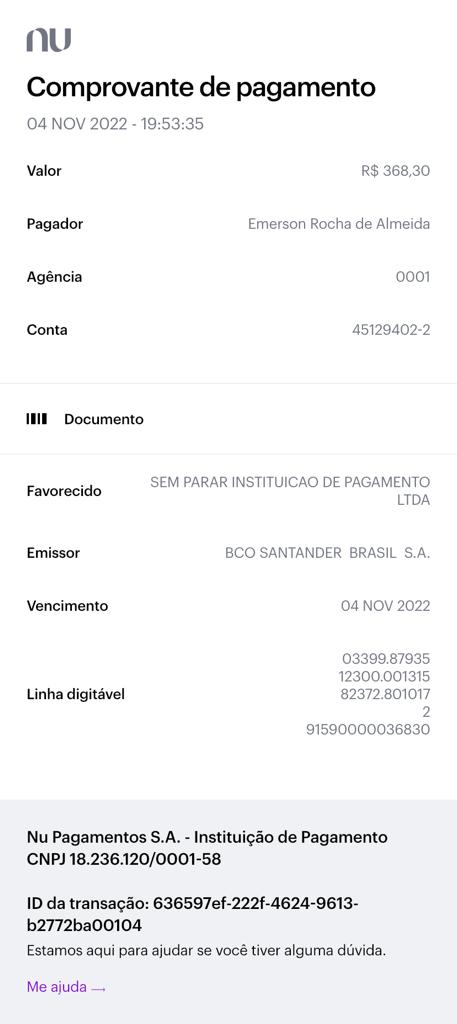 nu
Comprovante de pagamento
04 NOV 2022 - 19:53:35
Valor R$ 368,30
Pagador Emerson Rocha de Almeida
Agência 0001
Conta 45129402-2
Documento
Favorecido SEM PARAR INSTITUICAO DE PAGAMENTO
LTDA
Emissor BCO SANTANDER BRASIL S.A.
Vencimento 04 NOV 2022
03399.87935
12300.001315
Linha digitável 82372.801017
2
91590000036830
Nu Pagamentos S.A. - Instituição de Pagamento
CNPJ 18.236.120/0001-58
ID da transação: 636597ef-222f-4624-9613-
b2772ba00104
Estamos aqui para ajudar se você tiver alguma dúvida.
Me ajuda →